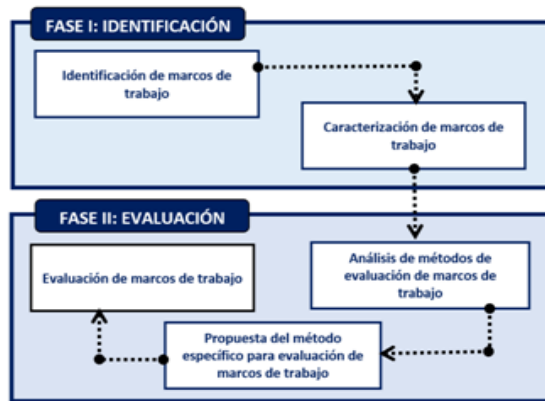 FASE I: IDENTIFICACIÓN
Identificación de marcos de
trabajo
Caracterización de marcos de
trabajo
FASE II: EVALUACIÓN
Análisis de métodos de
evaluación de marcos de
trabajo
Evaluación de marcos de trabajo
Propuesta del método
específico para evaluación de
marcos de trabajo